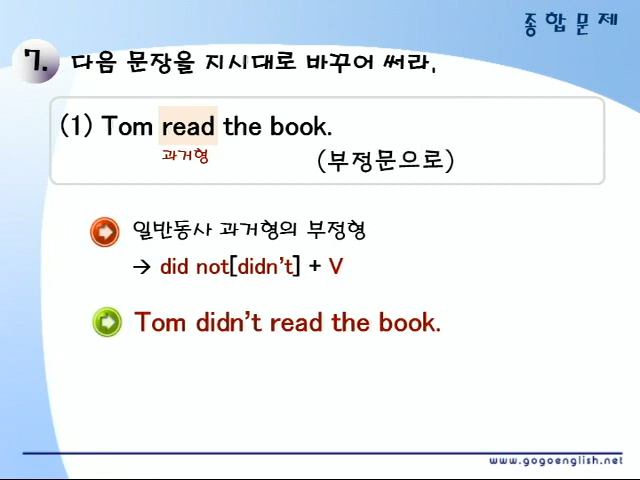 종합문제
7. 다음 문장을 지시대로 바꾸어 써라.
(1) Tom read the book.
과거형
(부정문으로)
일반동사 과거형의 부정형
→ did not[didn't] + V
Tom didn't read the book.
www.gogoenglish.net